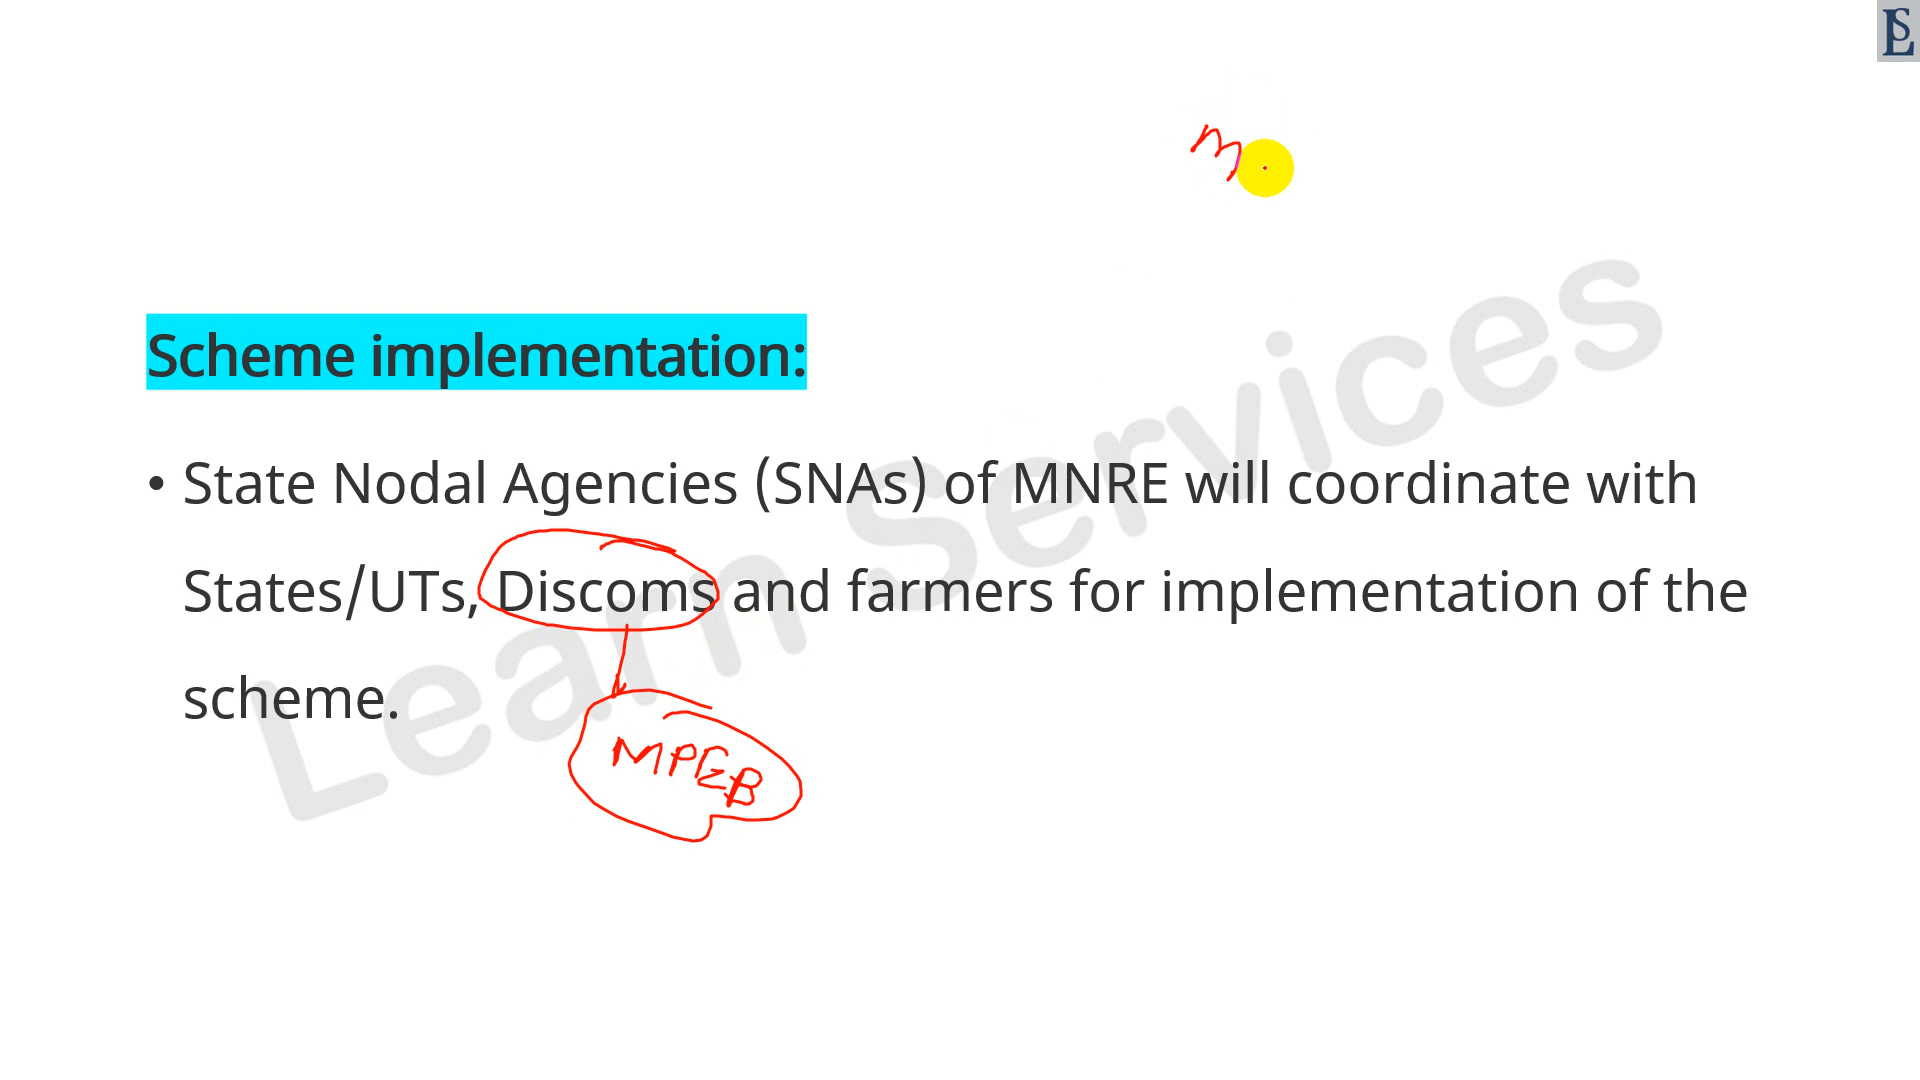 LS
m
Scheme implementation:
• State Nodal Agencies (SNAs) of MNRE will coordinate with
States/UTs, Discoms and farmers for implementation of the
scheme.
MPEB
Learn Services